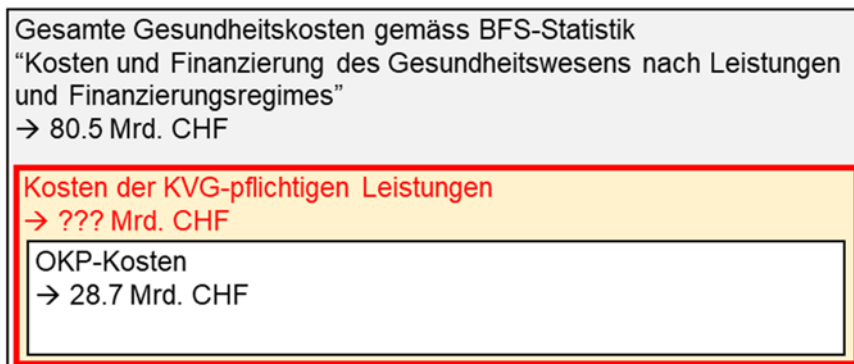 Gesamte Gesundheitskosten gemäss BFS-Statistik
“Kosten und Finanzierung des Gesundheitswesens nach Leistungen
und Finanzierungsregimes”
→ 80.5 Mrd. CHF
Kosten der KVG-pflichtigen Leistungen
→ ??? Mrd. CHF
OKP-Kosten
→ 28.7 Mrd. CHF